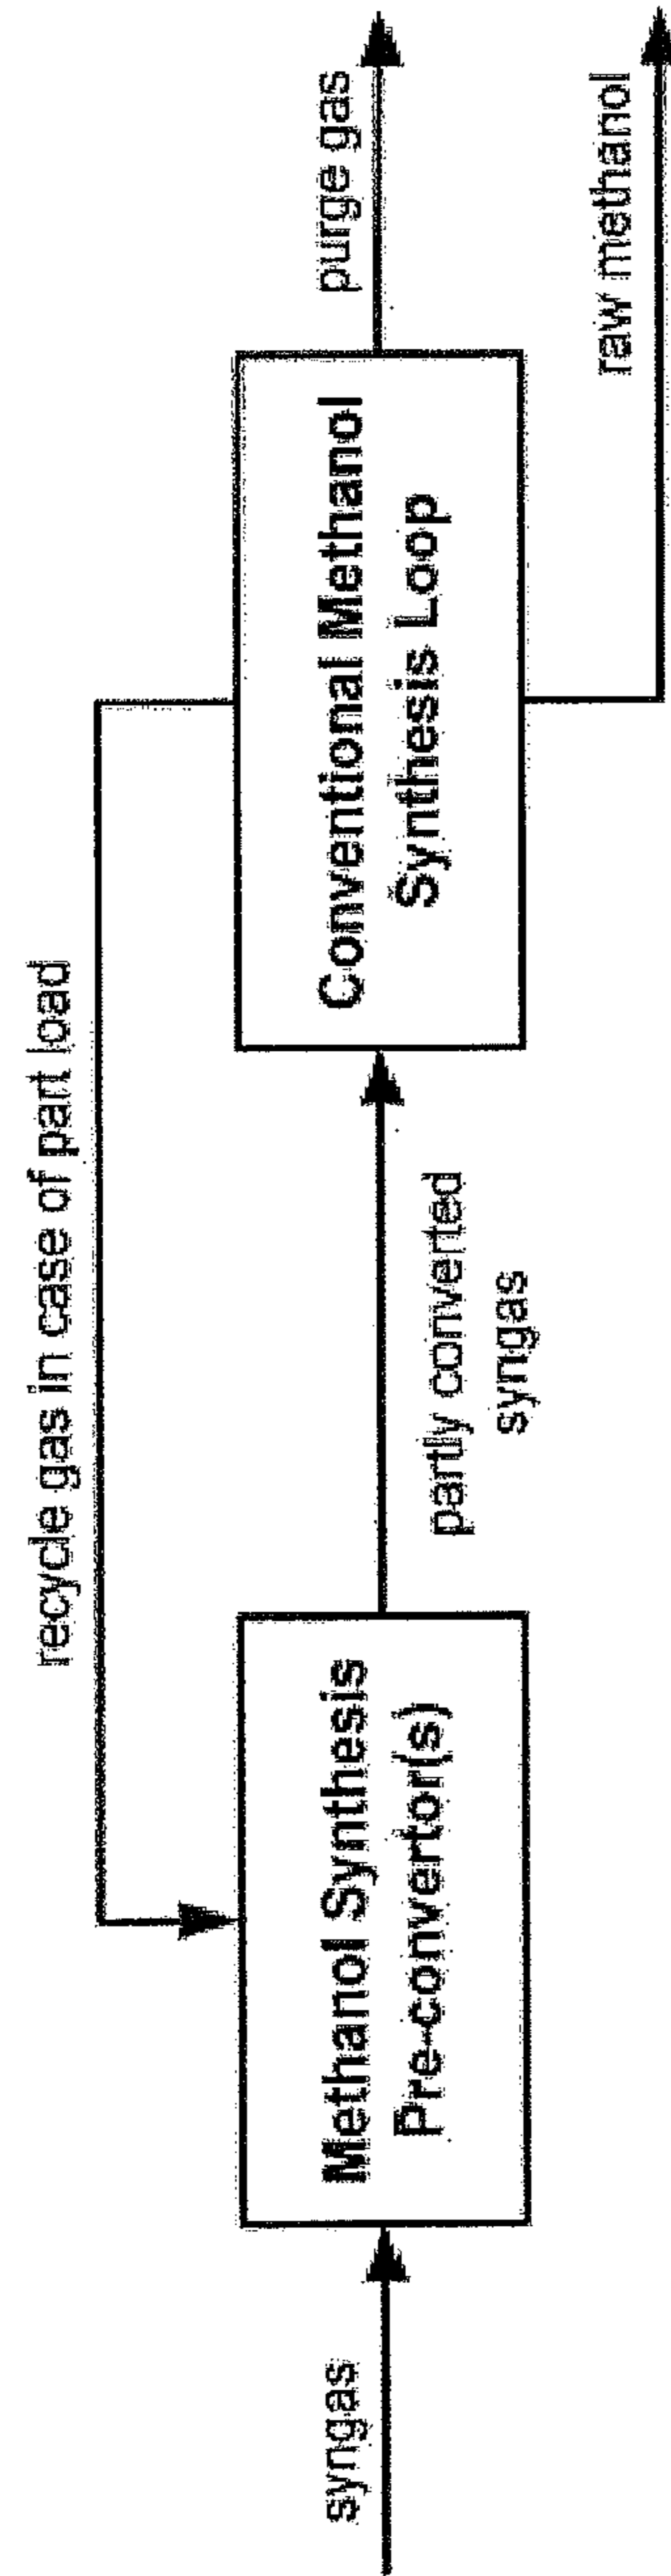 recycle gas in case of part load
syngas
Methanol Synthesis
Pre-convertor(s)
partly converted
syngas
Conventional Methanol
Synthesis Loop
purge gas
raw methanol